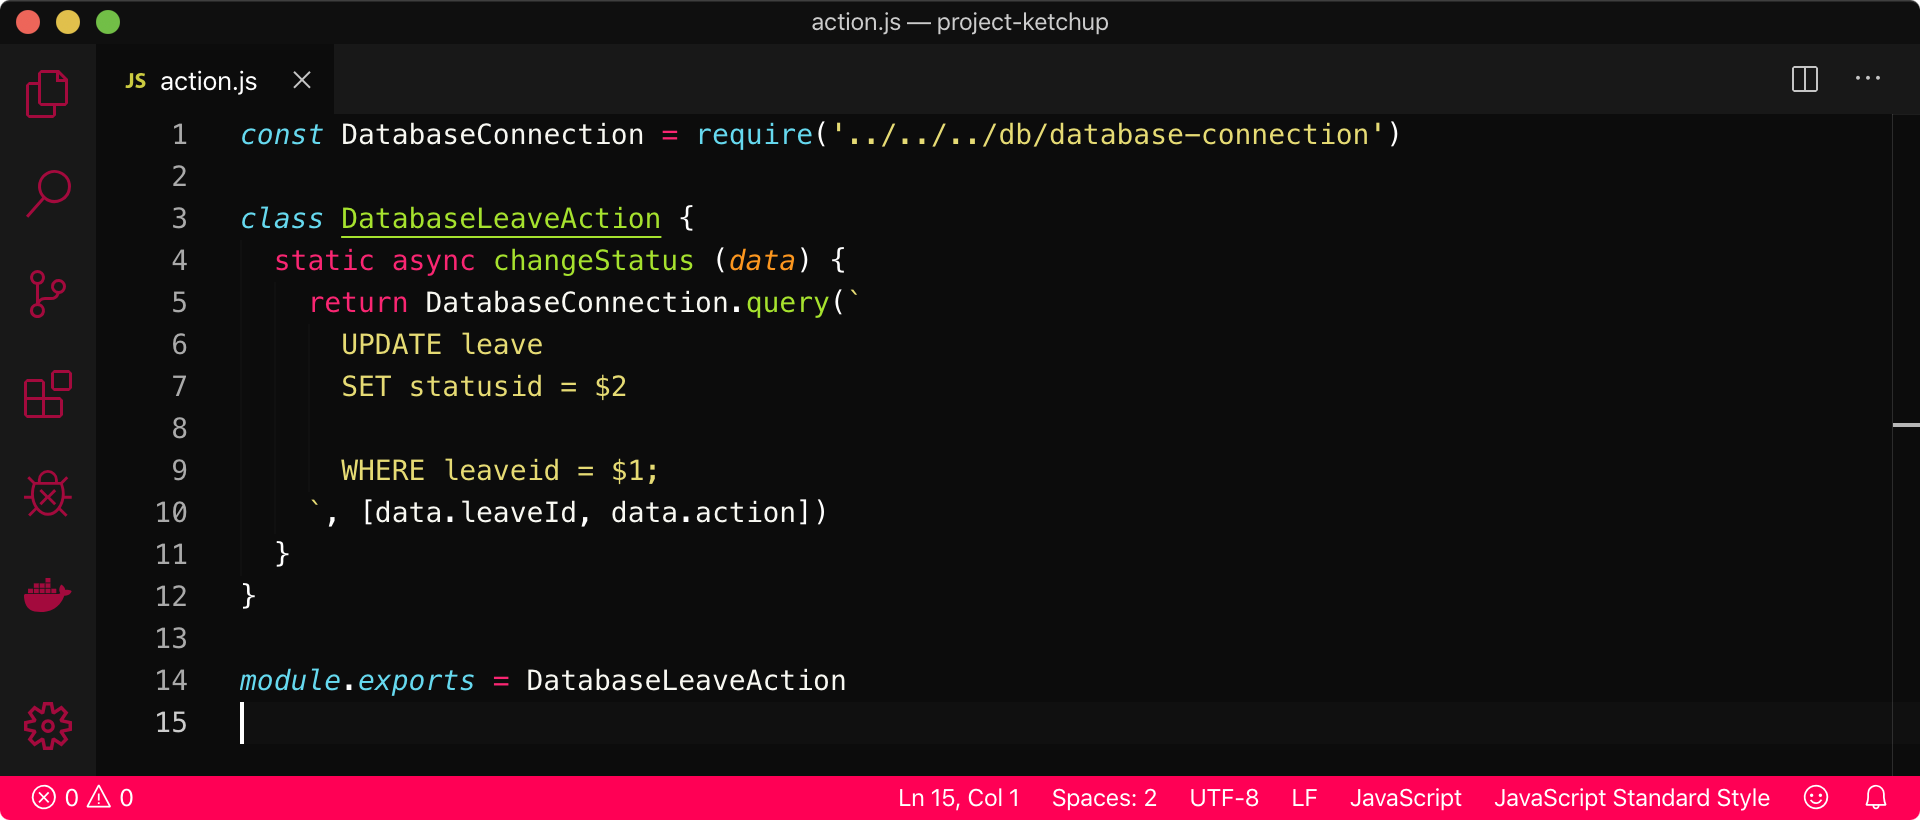 action.js — project-ketchup
JS action.js
1 const DatabaseConnection = require('../../../db/database-connection')
2
3 class DatabaseLeaveAction {
4 static async changeStatus (data) {
5 return DatabaseConnection.query(`
6 UPDATE leave
7 SET statusid = $2
8
9 WHERE leaveid = $1;
10 `, [data.leaveId, data.action])
11 }
12 }
13
14 module.exports = DatabaseLeaveAction
15
0 0 Ln 15, Col 1 Spaces: 2 UTF-8 LF JavaScript JavaScript Standard Style